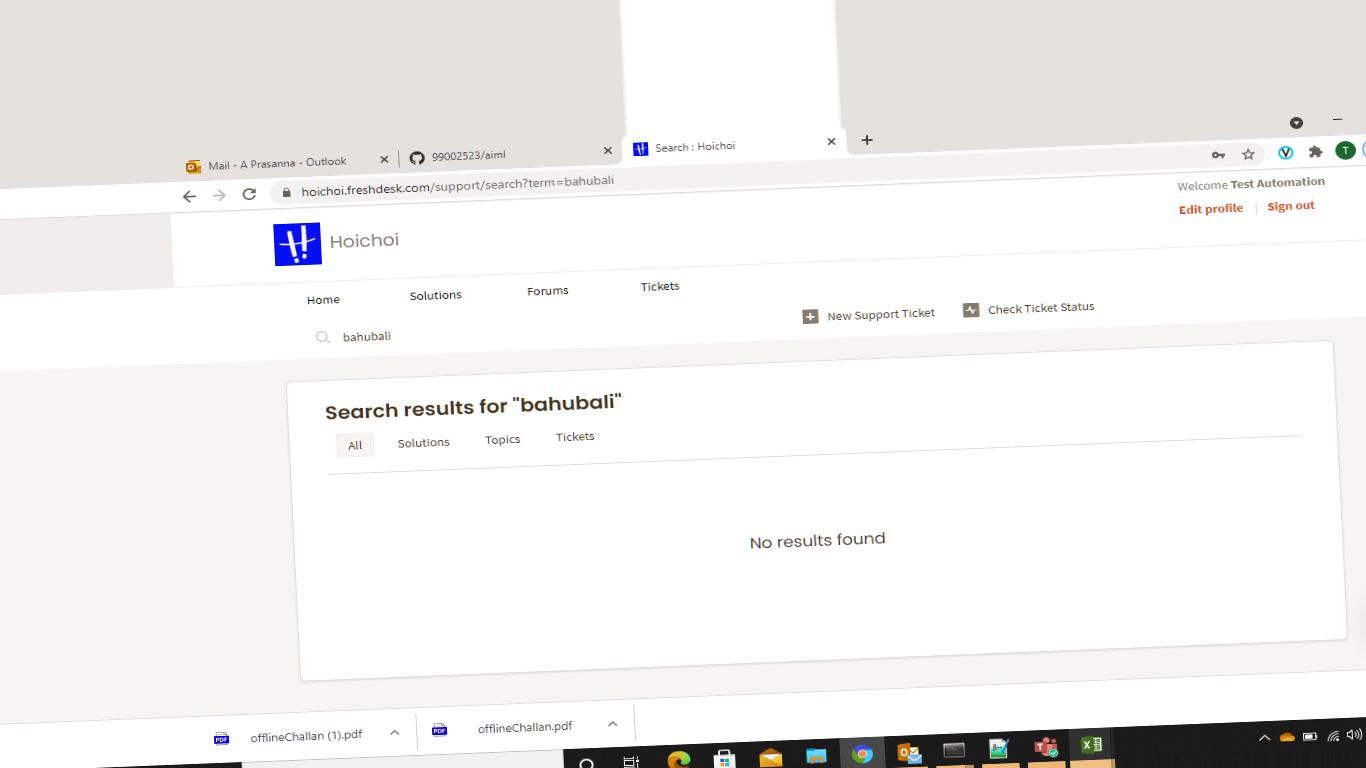 Mail - A Prasanna - Outlook
99002523/aiml
Search : Hoichoi
hoichoi.freshdesk.com/support/search?term=bahubali
T
Welcome Test Automation
Edit profile | Sign out
Hoichoi
Home Solutions Forums Tickets
bahubali
New Support Ticket
Check Ticket Status
Search results for "bahubali"
All Solutions Topics Tickets
No results found
PDF offlineChallan (1).pdf
PDF offlineChallan.pdf